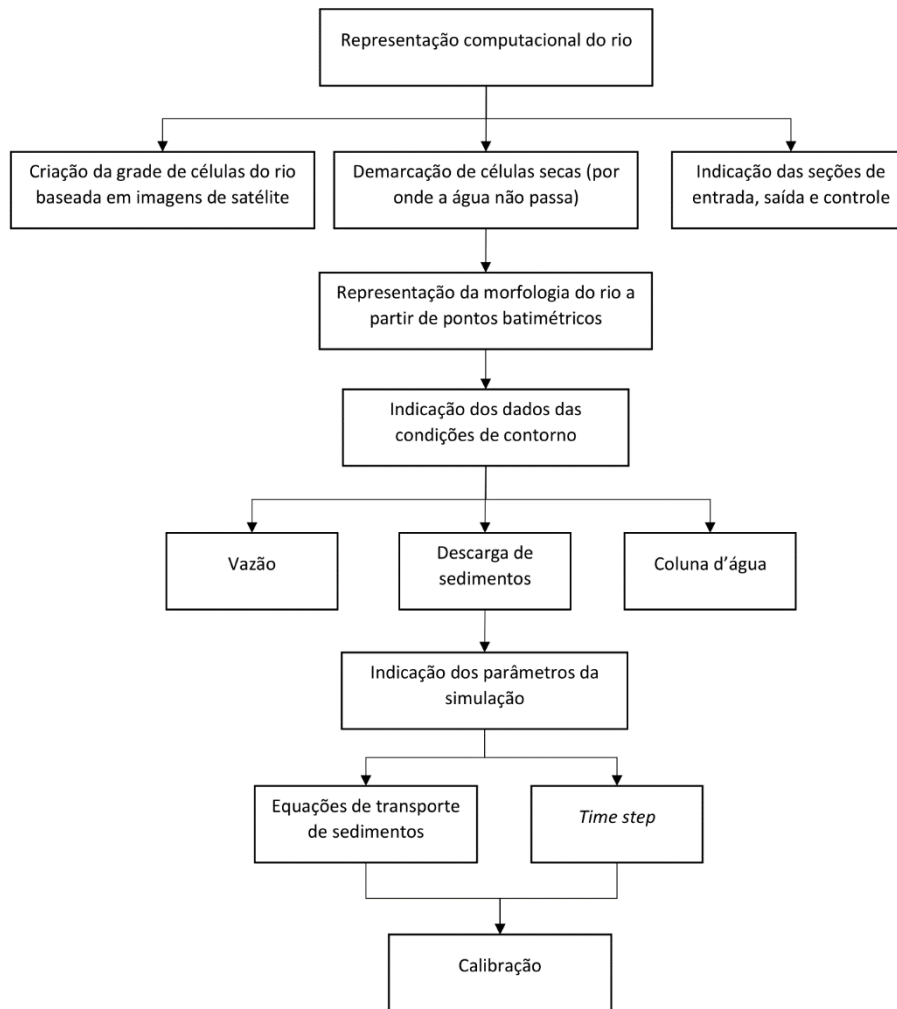 Representação computacional do rio
Criação da grade de células do rio
baseada em imagens de satélite
Demarcação de células secas (por
onde a água não passa)
Indicação das seções de
entrada, saída e controle
Representação da morfologia do rio a
partir de pontos batimétricos
Indicação dos dados das
condições de contorno
Vazão
Descarga de
sedimentos
Coluna d’água
Indicação dos parâmetros da
simulação
Equações de transporte
de sedimentos
Time step
Calibração